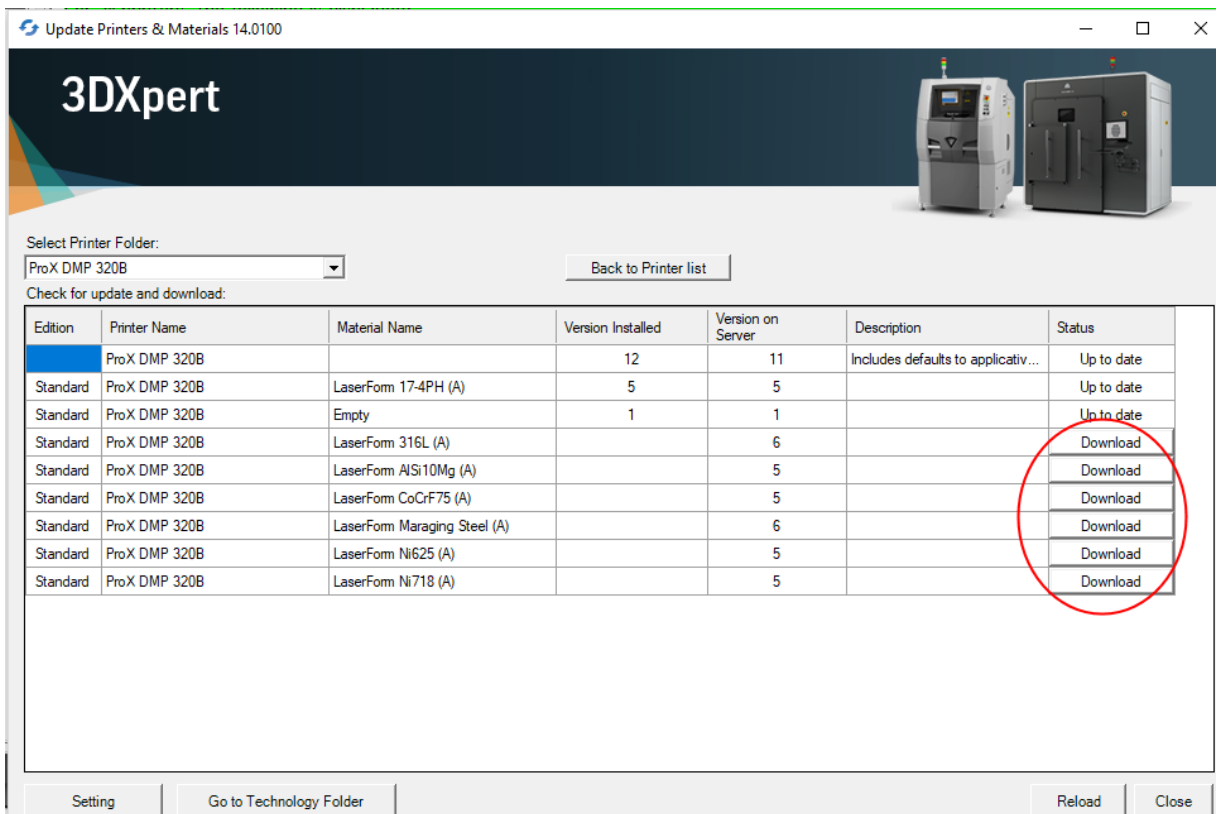 Update Printers & Materials 14.0100
3DXpert
Select Printer Folder:
ProX DMP 320B
Back to Printer list
Check for update and download:
Edition Printer Name Material Name Version Installed Version on Server Description Status
ProX DMP 320B 12 11 Includes defaults to applicativ... Up to date
Standard ProX DMP 320B LaserForm 17-4PH (A) 5 5 Up to date
Standard ProX DMP 320B Empty 1 1 Up to date
Standard ProX DMP 320B LaserForm 316L (A) 6 Download
Standard ProX DMP 320B LaserForm AlSi10Mg (A) 5 Download
Standard ProX DMP 320B LaserForm CoCrF75 (A) 5 Download
Standard ProX DMP 320B LaserForm Maraging Steel (A) 6 Download
Standard ProX DMP 320B LaserForm Ni625 (A) 5 Download
Standard ProX DMP 320B LaserForm Ni718 (A) 5 Download
Setting Go to Technology Folder Reload Close